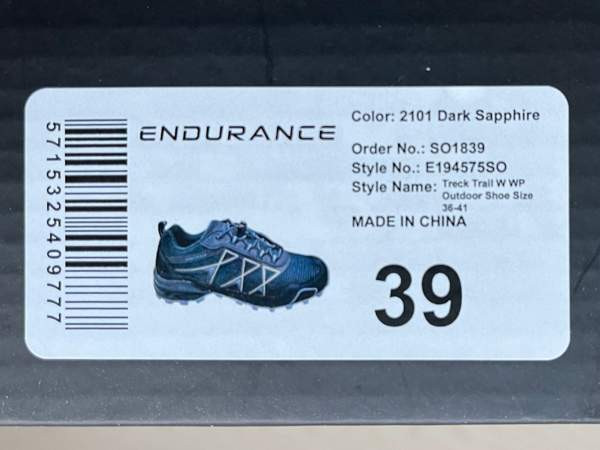 5715325409777
ENDURANCE
Color: 2101 Dark Sapphire
Order No.: SO1839
Style No.: E194575SO
Style Name: Treck Trail W WP
Outdoor Shoe Size
36-41
MADE IN CHINA
39